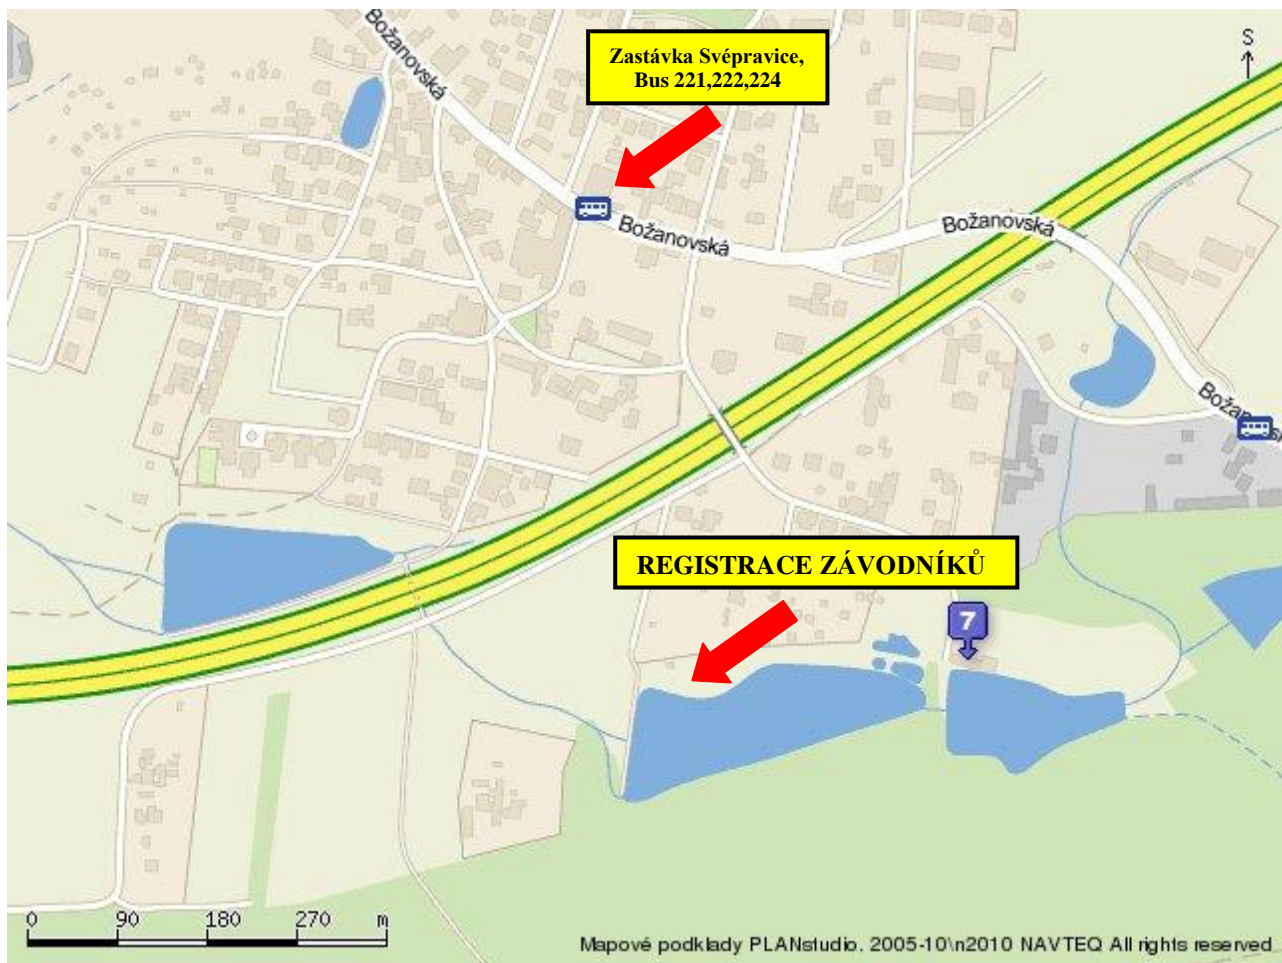 Božanovská
Zastávka Svépravice,
Bus 221,222,224
S
Božanovská
Božanovská
REGISTRACE ZÁVODNÍKŮ
7
0 90 180 270 m
Mapové podklady PLANstudio, 2005-10\n2010 NAVTEQ All rights reserved